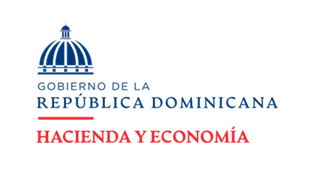 GOBIERNO DE LA
REPÚBLICA DOMINICANA
HACIENDA Y ECONOMÍA